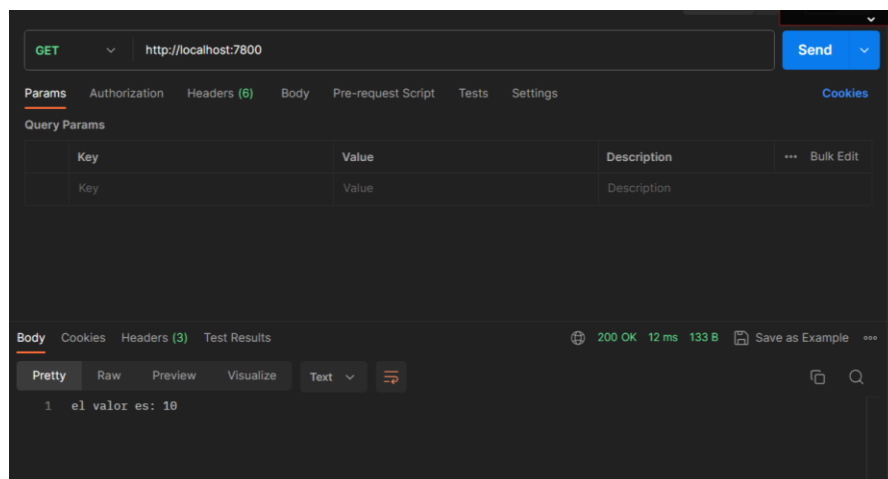 GET http://localhost:7800 Send
Params Authorization Headers (6) Body Pre-request Script Tests Settings Cookies
Query Params
Key Value Description ••• Bulk Edit
Key Value Description
Body Cookies Headers (3) Test Results 200 OK 12 ms 133 B Save as Example
Pretty Raw Preview Visualize Text
1 el valor es: 10